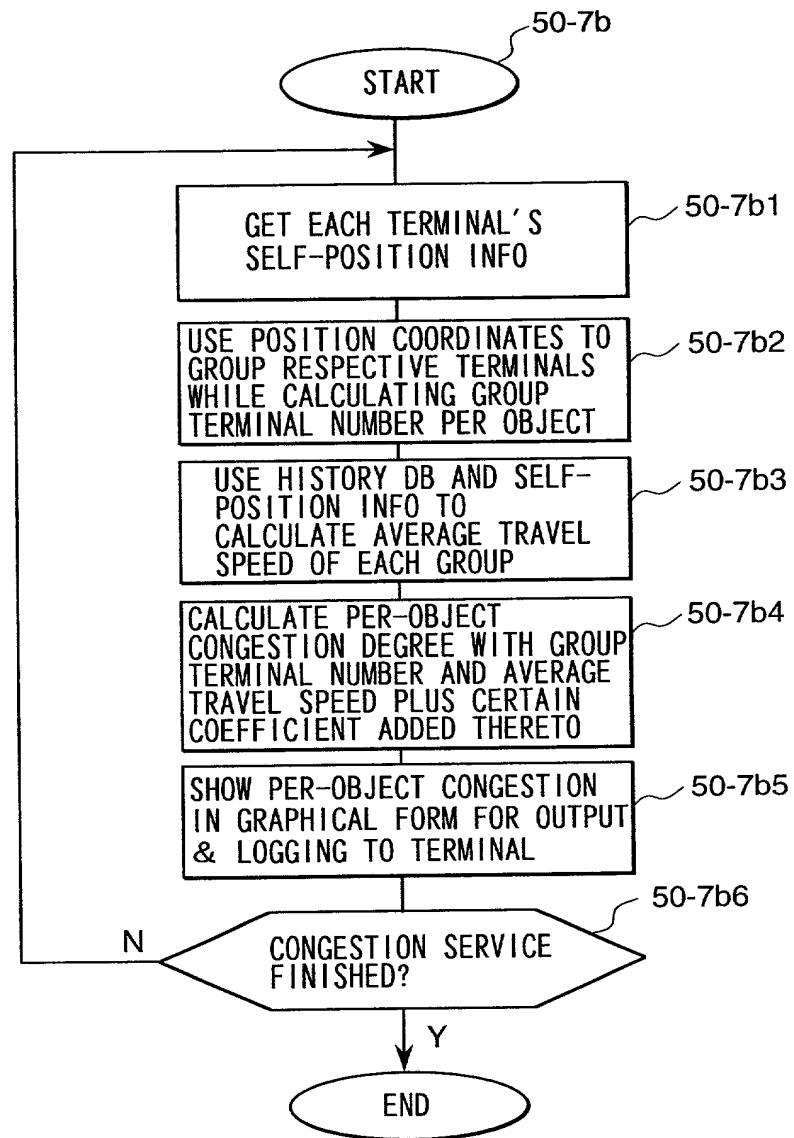 50-7b
START
GET EACH TERMINAL'S
SELF-POSITION INFO
50-7b1
USE POSITION COORDINATES TO
GROUP RESPECTIVE TERMINALS
WHILE CALCULATING GROUP
TERMINAL NUMBER PER OBJECT
50-7b2
USE HISTORY DB AND SELF-
POSITION INFO TO
CALCULATE AVERAGE TRAVEL
SPEED OF EACH GROUP
50-7b3
CALCULATE PER-OBJECT
CONGESTION DEGREE WITH GROUP
TERMINAL NUMBER AND AVERAGE
TRAVEL SPEED PLUS CERTAIN
COEFFICIENT ADDED THERETO
50-7b4
SHOW PER-OBJECT CONGESTION
IN GRAPHICAL FORM FOR OUTPUT
& LOGGING TO TERMINAL
50-7b5
50-7b6
N
CONGESTION SERVICE
FINISHED?
Y
END